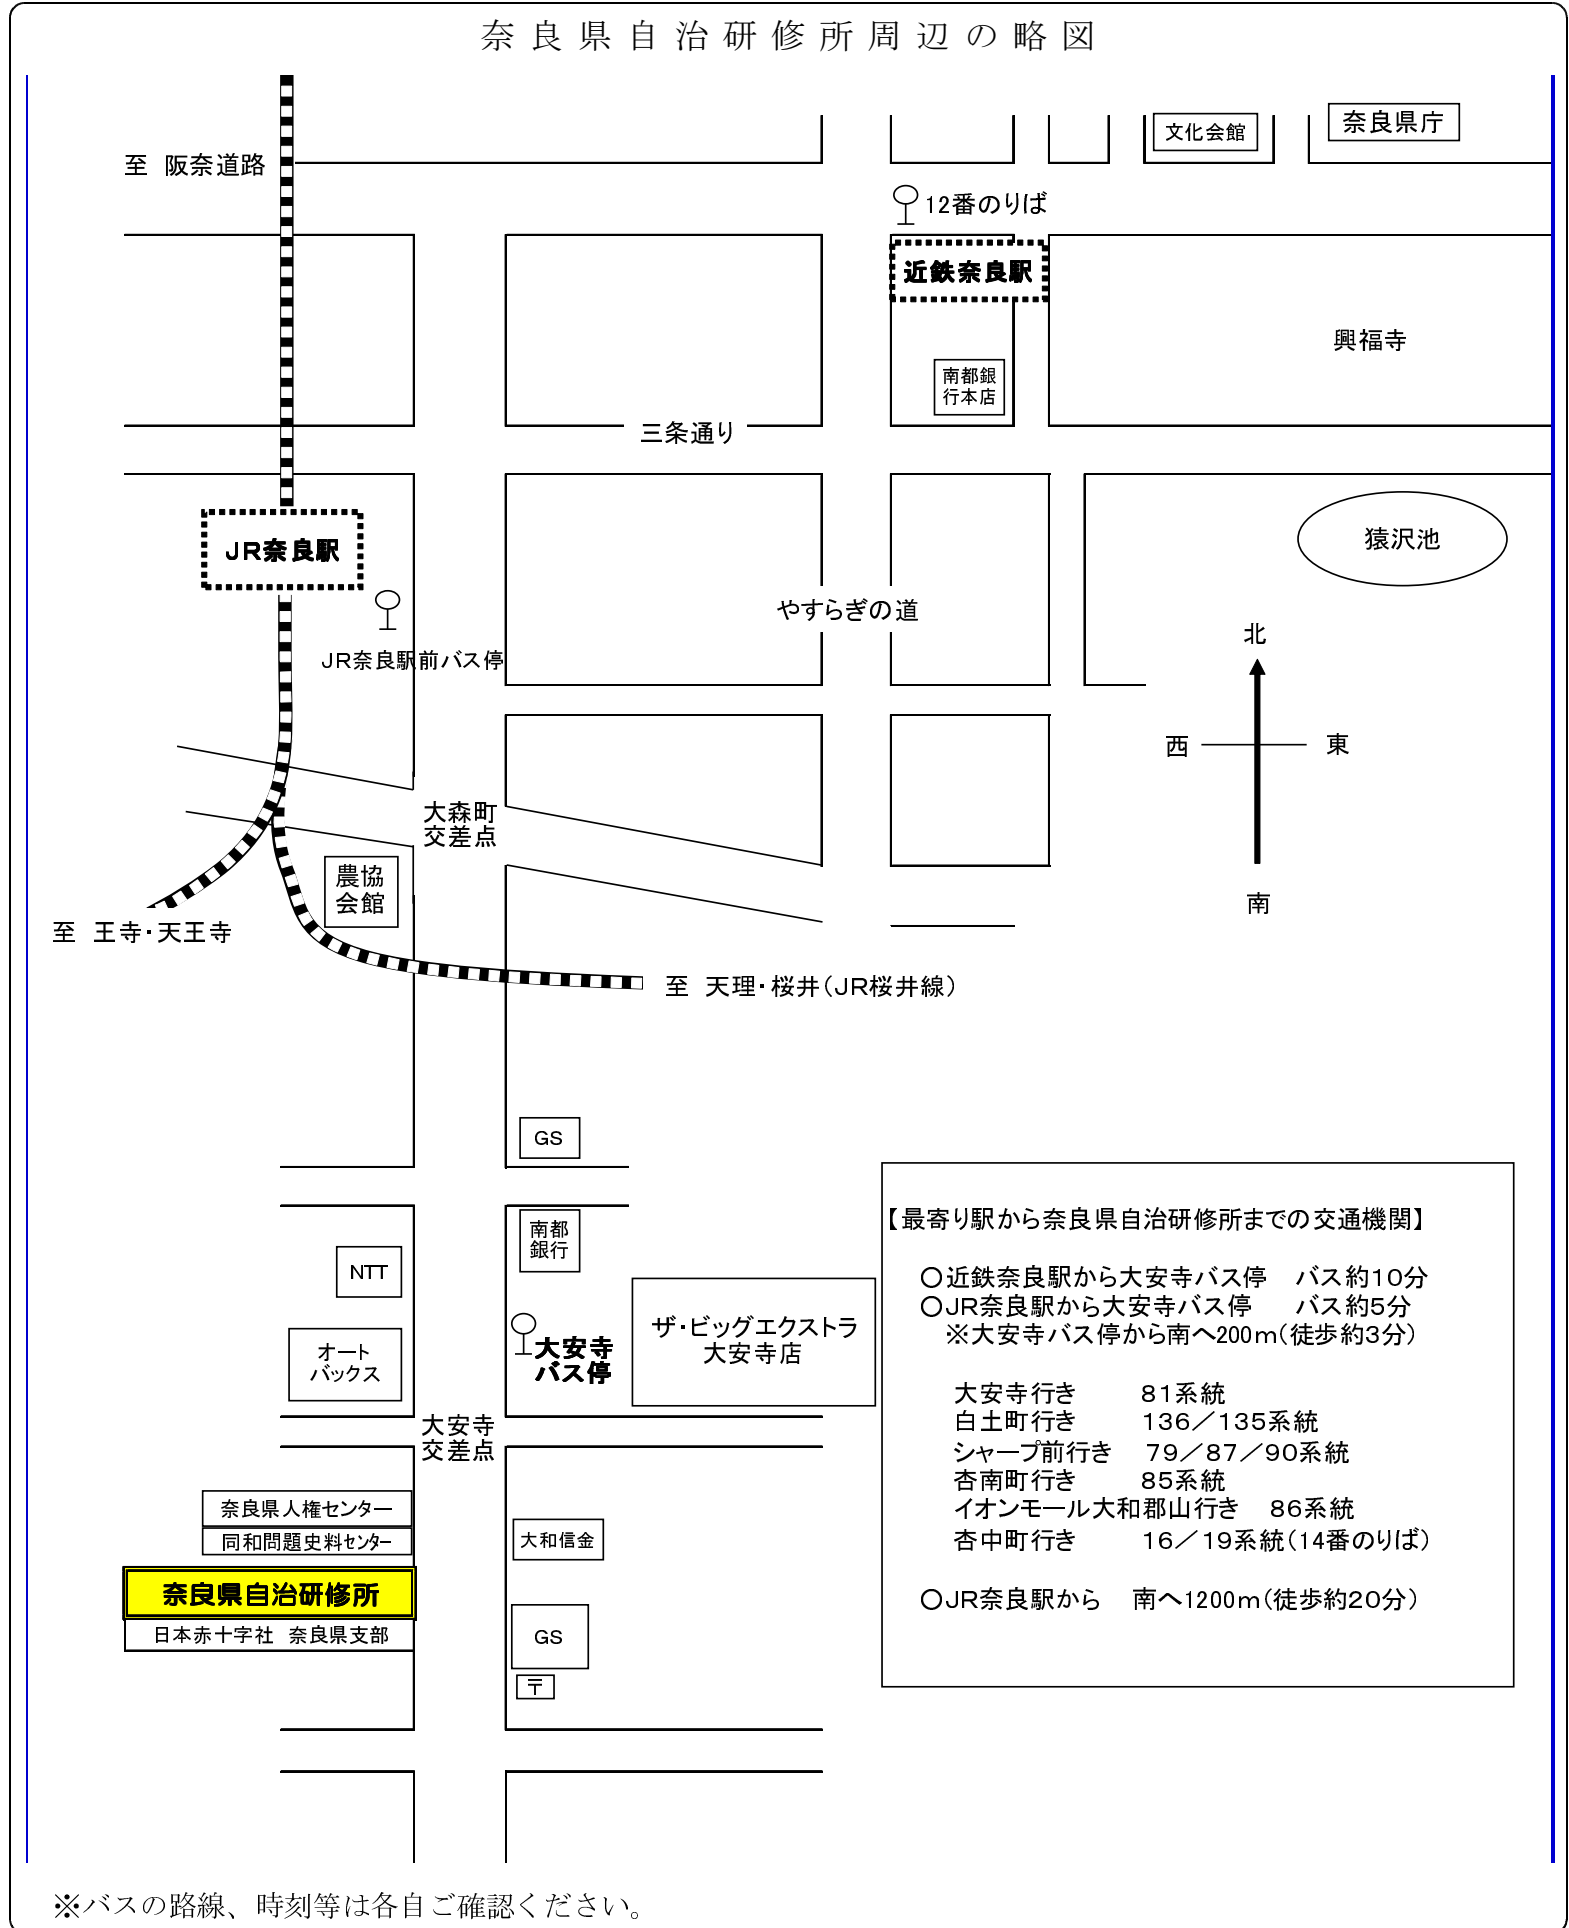 奈良県自治研修所周辺の略図
奈良県庁
文化会館
至　阪奈道路
12番のりば
近鉄奈良駅
興福寺
南都銀
行本店
三条通り
JR奈良駅
猿沢池
やすらぎの道
北
JR奈良駅前バス停
西
東
大森町
交差点
農協
会館
南
至　王寺・天王寺
至　天理・桜井（JR桜井線）
GS
南都
銀行
NTT
ザ・ビッグエクストラ
大安寺店
大安寺
バス停
オート
バックス
大安寺
交差点
奈良県人権センター
同和問題史料センター
大和信金
奈良県自治研修所
日本赤十字社　奈良県支部
GS
〒
【最寄り駅から奈良県自治研修所までの交通機関】
○近鉄奈良駅から大安寺バス停　バス約10分
○JR奈良駅から大安寺バス停　バス約5分
※大安寺バス停から南へ200m（徒歩約3分）
大安寺行き　81系統
白土町行き　136／135系統
シャープ前行き　79／87／90系統
杏南町行き　85系統
イオンモール大和郡山行き　86系統
杏中町行き　16／19系統（14番のりば）
○JR奈良駅から　南へ1200m（徒歩約20分）
※バスの路線、時刻等は各自ご確認ください。